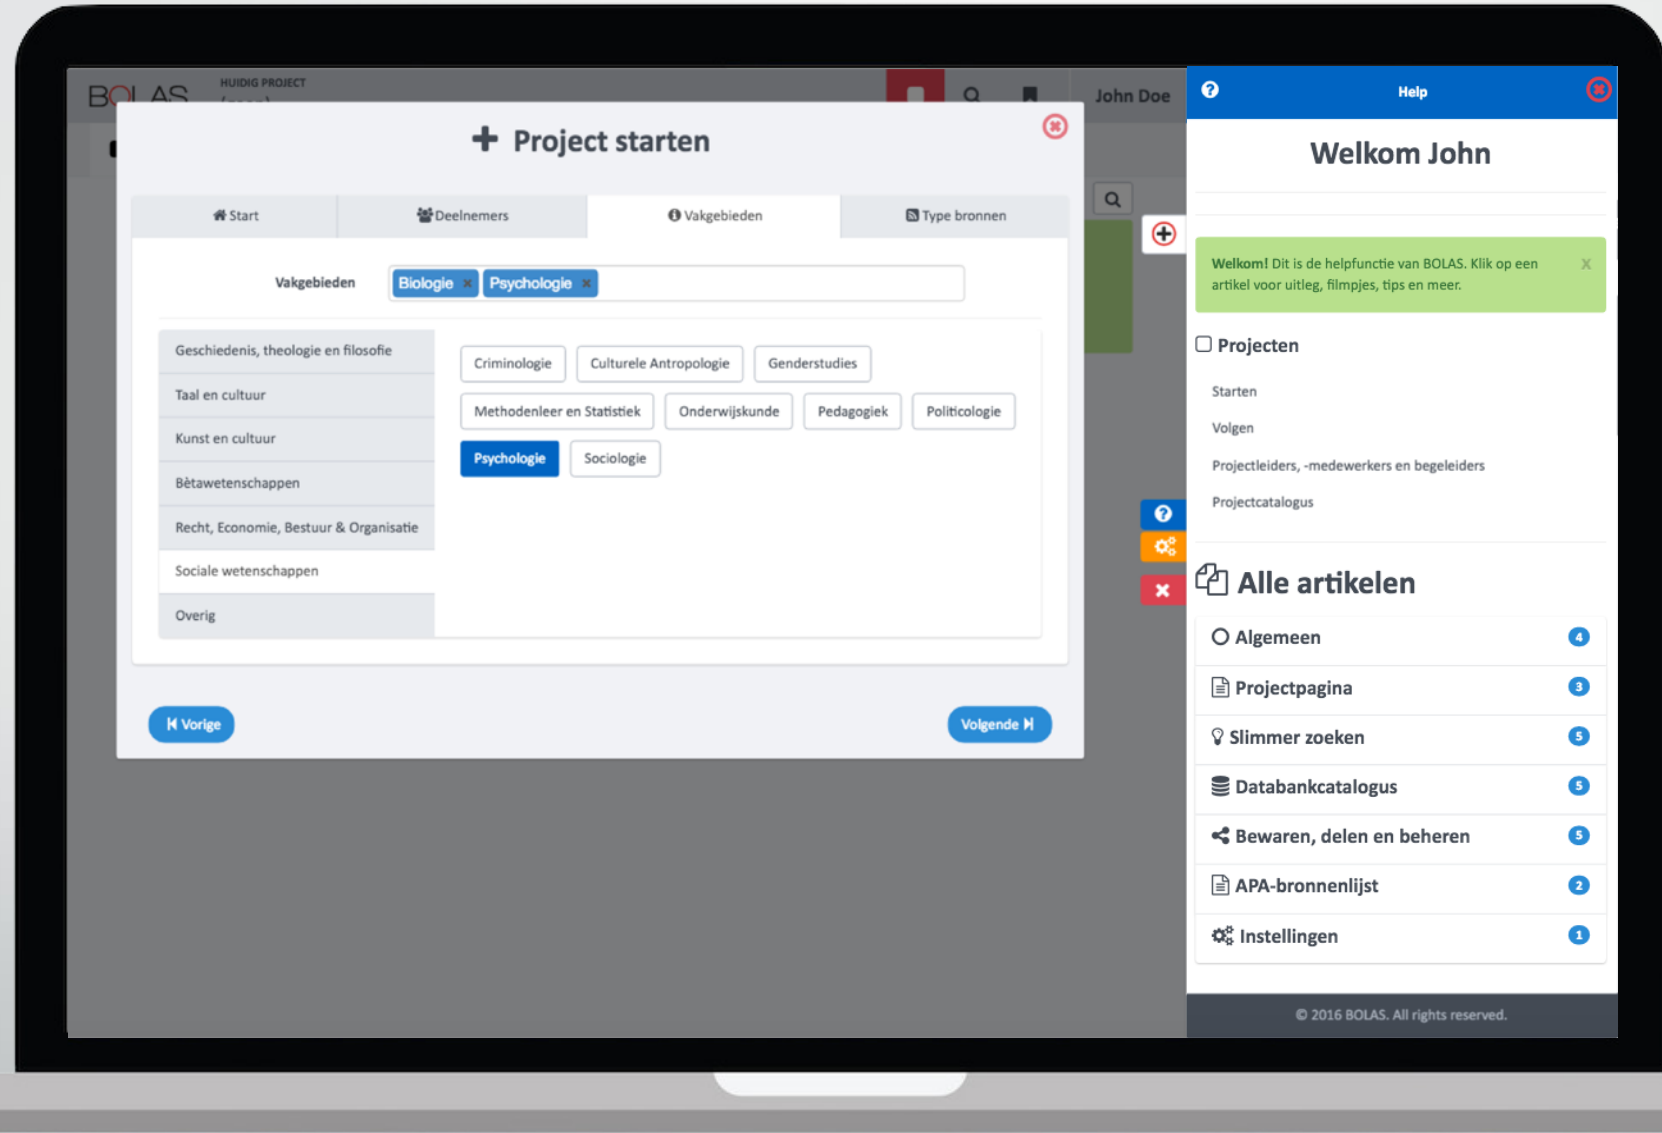 BOLAS
HUIDIG PROJECT
(geen)
John Doe
Project starten
Start
Deelnemers
Vakgebieden
Type bronnen
Vakgebieden
Biologie × Psychologie ×
Geschiedenis, theologie en filosofie
Taal en cultuur
Kunst en cultuur
Bètawetenschappen
Recht, Economie, Bestuur & Organisatie
Sociale wetenschappen
Overig
Criminologie
Culturele Antropologie
Genderstudies
Methodenleer en Statistiek
Onderwijskunde
Pedagogiek
Politicologie
Psychologie
Sociologie
Vorige
Volgende
Help
Welkom John
Welkom! Dit is de helpfunctie van BOLAS. Klik op een
artikel voor uitleg, filmpjes, tips en meer.
X
Projecten
Starten
Volgen
Projectleiders, -medewerkers en begeleiders
Projectcatalogus
Alle artikelen
Algemeen 4
Projectpagina 3
Slimmer zoeken 5
Databankcatalogus 5
Bewaren, delen en beheren 5
APA-bronnenlijst 2
Instellingen 1
© 2016 BOLAS. All rights reserved.